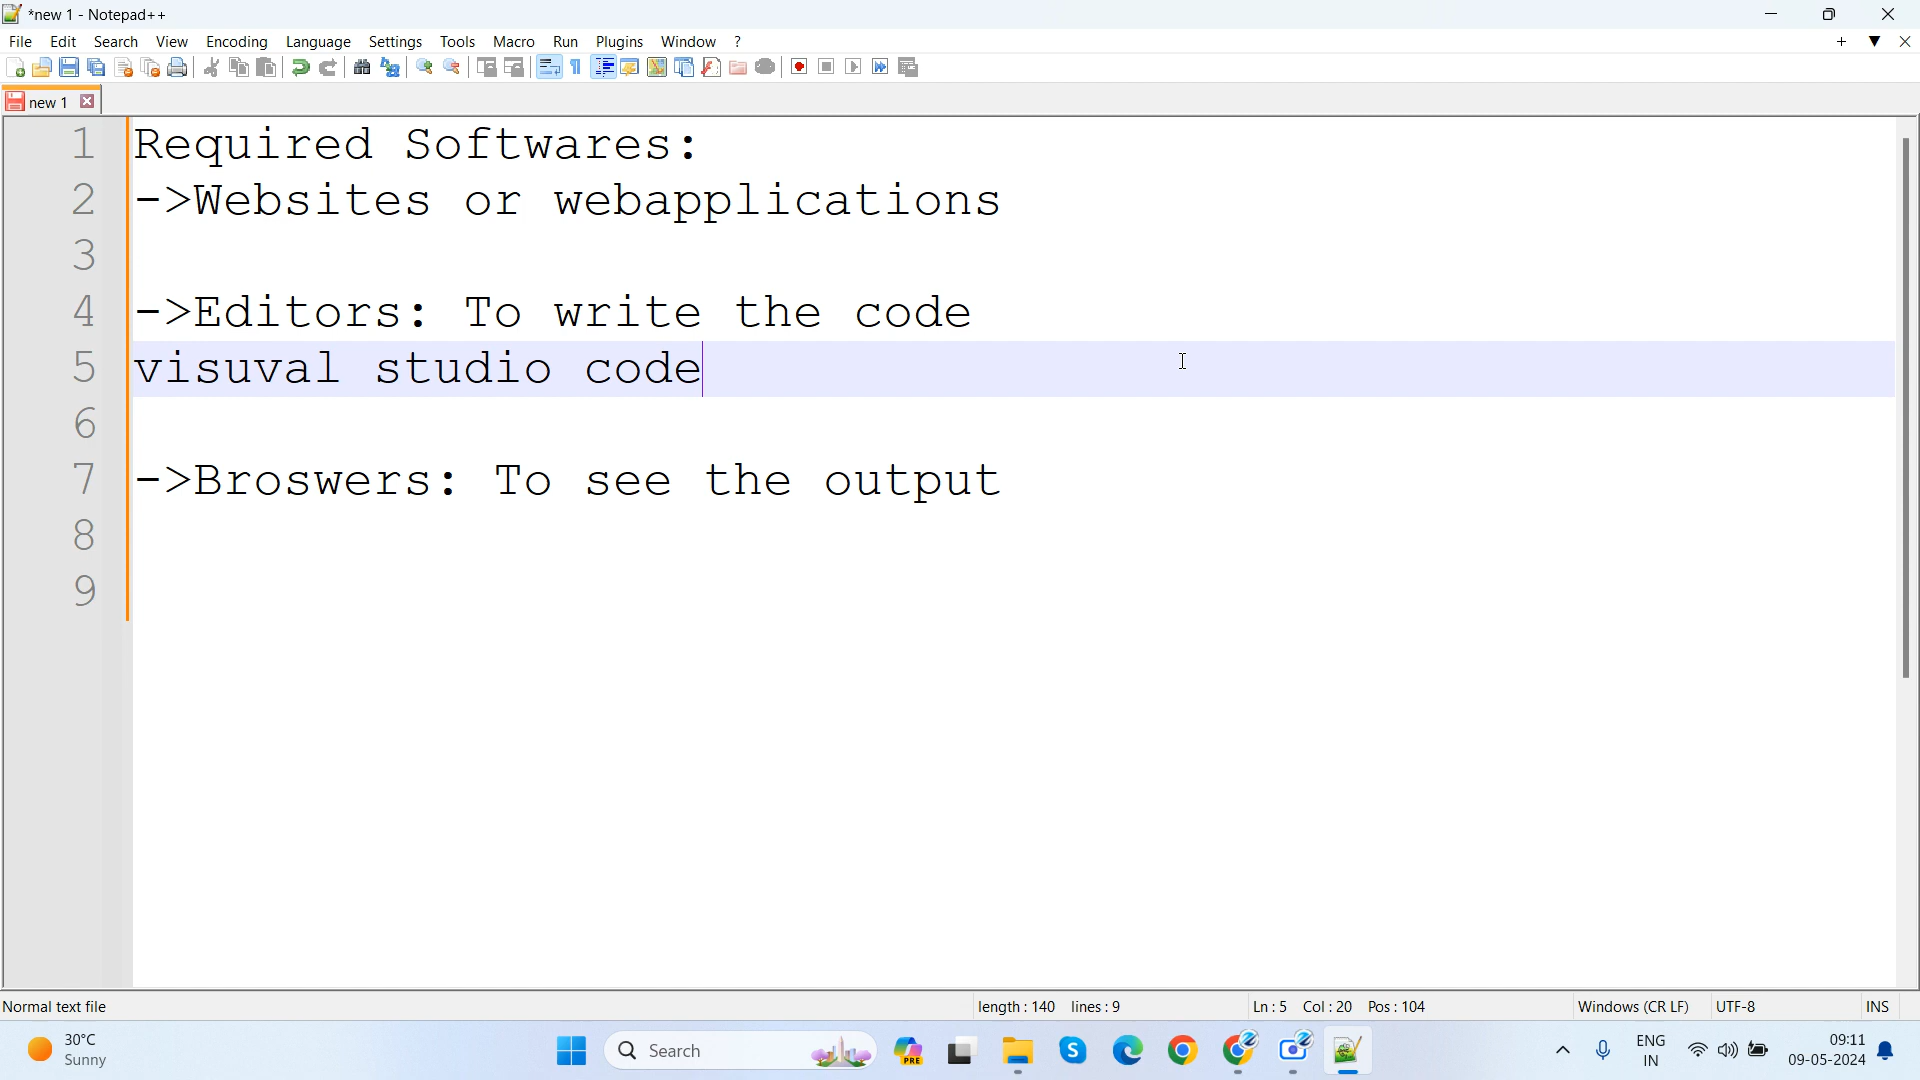 *new 1 - Notepad++
File Edit Search View Encoding Language Settings Tools Macro Run Plugins Window ?
new 1
1 Required Softwares:
2 ->Websites or webapplications
3
4 ->Editors: To write the code
5 visuval studio code
6
7 ->Broswers: To see the output
8
9
Normal text file length : 140 lines : 9 Ln : 5 Col : 20 Pos : 104 Windows (CR LF) UTF-8 INS
30°C
Sunny
Search
PRE
ENG
IN
09:11
09-05-2024